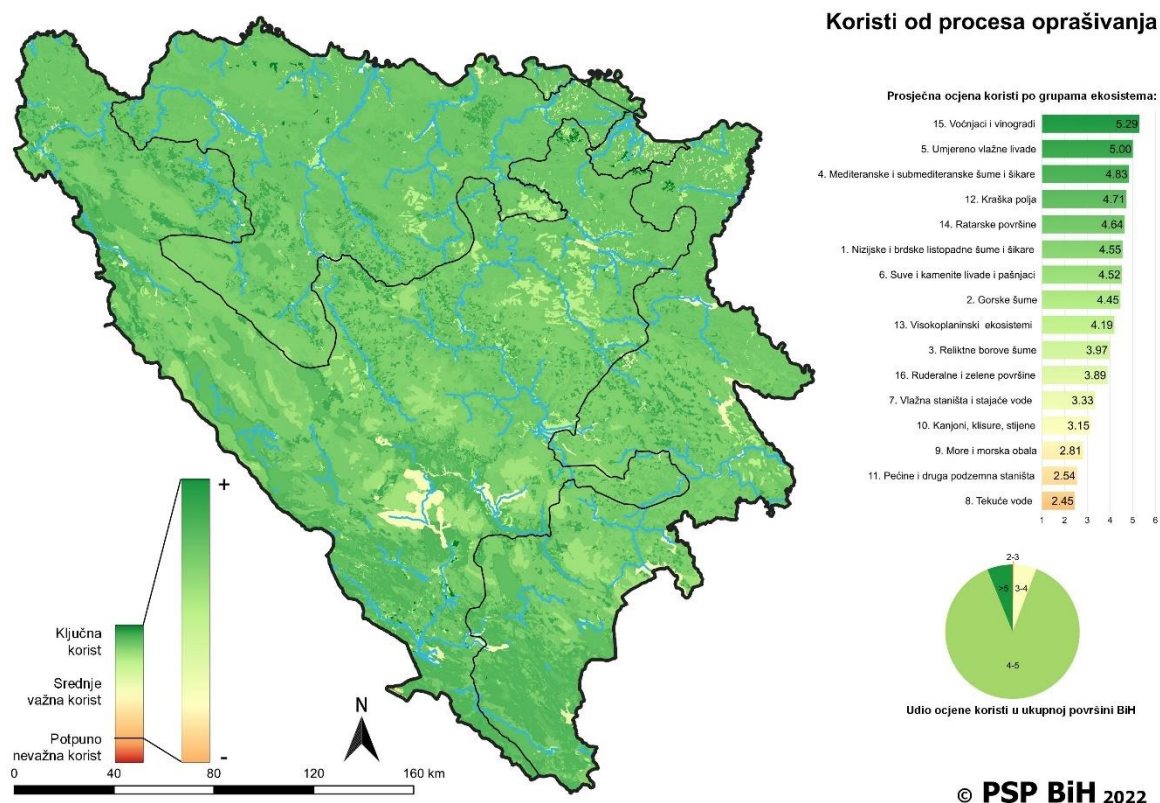 Koristi od procesa oprašivanja
Prosječna ocjena koristi po grupama ekosistema:
15. Voćnjaci i vinogradi 5.29
5. Umjereno vlažne livade 5.00
4. Mediteranske i submediteranske šume i šikare 4.83
12. Kraška polja 4.71
14. Ratarske površine 4.64
1. Nizijske i brdske listopadne šume i šikare 4.55
6. Suve i kamenite livade i pašnjaci 4.52
2. Gorske šume 4.45
13. Visokoplaninski ekosistemi 4.19
3. Reliktne borove šume 3.97
16. Ruderalne i zelene površine 3.89
7. Vlažna staništa i stajaće vode 3.33
10. Kanjoni, klisure, stijene 3.15
9. More i morska obala 2.81
11. Pećine i druga podzemna staništa 2.54
8. Tekuće vode 2.45
1 2 3 4 5 6
2-3
>5
3-4
4-5
Udio ocjene koristi u ukupnoj površini BiH
+
Ključna
korist
Srednje
važna korist
Potpuno
nevažna korist
-
N
0 40 80 120 160 km
© PSP BiH 2022